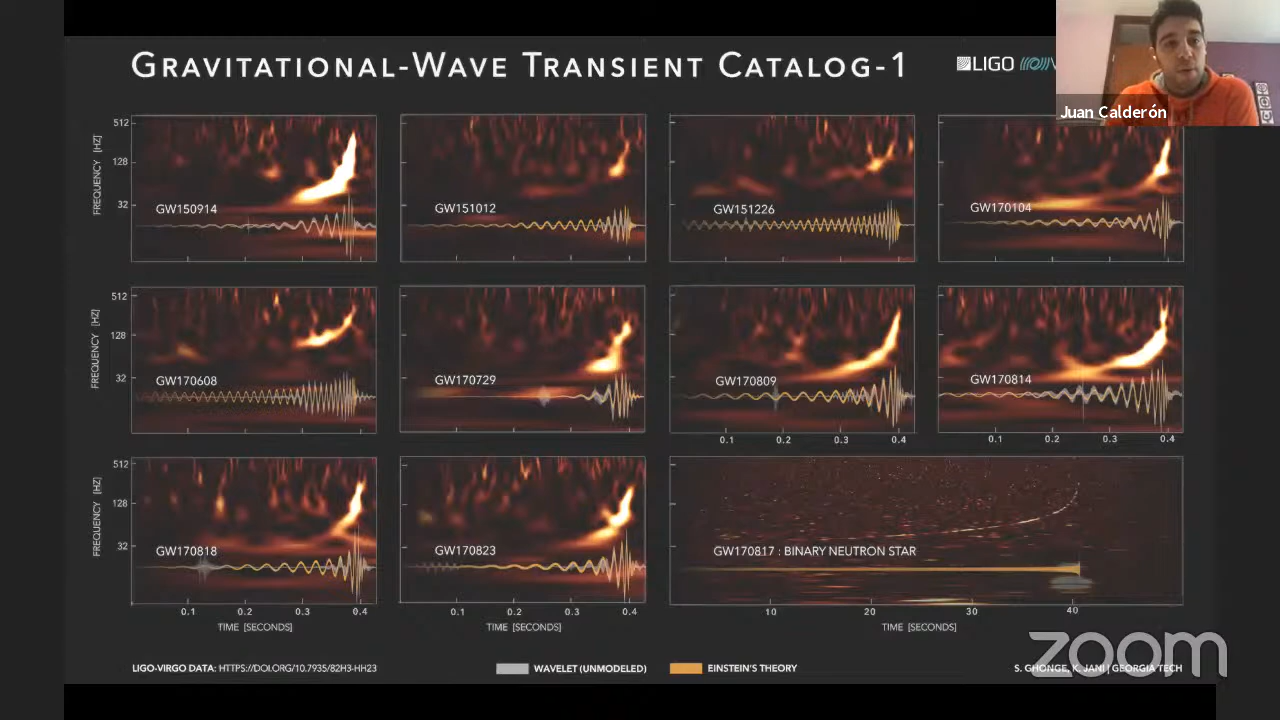 GRAVITATIONAL-WAVE TRANSIENT CATALOG-1
LIGO
Juan Calderón
FREQUENCY [HZ]
512
128
32
GW150914
GW151012
GW151226
GW170104
FREQUENCY [HZ]
512
128
32
GW170608
GW170729
GW170809
GW170814
0.1 0.2 0.3 0.4
0.1 0.2 0.3 0.4
FREQUENCY [HZ]
512
128
32
GW170818
GW170823
GW170817 : BINARY NEUTRON STAR
0.1 0.2 0.3 0.4
0.1 0.2 0.3 0.4
10 20 30 40
TIME [SECONDS]
TIME [SECONDS]
TIME [SECONDS]
LIGO-VIRGO DATA: HTTPS://DOI.ORG/10.7935/82H3-HH23
WAVELET (UNMODELED)
EINSTEIN'S THEORY
S. GHONGE, K. JANI | GEORGIA TECH
zoom